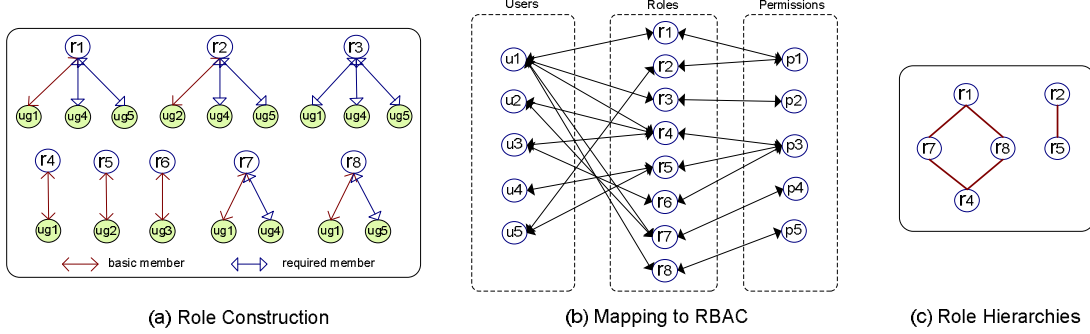 Users Roles Permissions
r1 r2 r3
ug1 ug4 ug5 ug2 ug4 ug5 ug1 ug4 ug5
r4 r5 r6 r7 r8
ug1 ug2 ug3 ug1 ug4 ug1 ug5
basic member required member
u1
u2
u3
u4
u5
r1
r2
r3
r4
r5
r6
r7
r8
p1
p2
p3
p4
p5
r1 r2
r7 r8 r5
r4
(a) Role Construction
(b) Mapping to RBAC
(c) Role Hierarchies